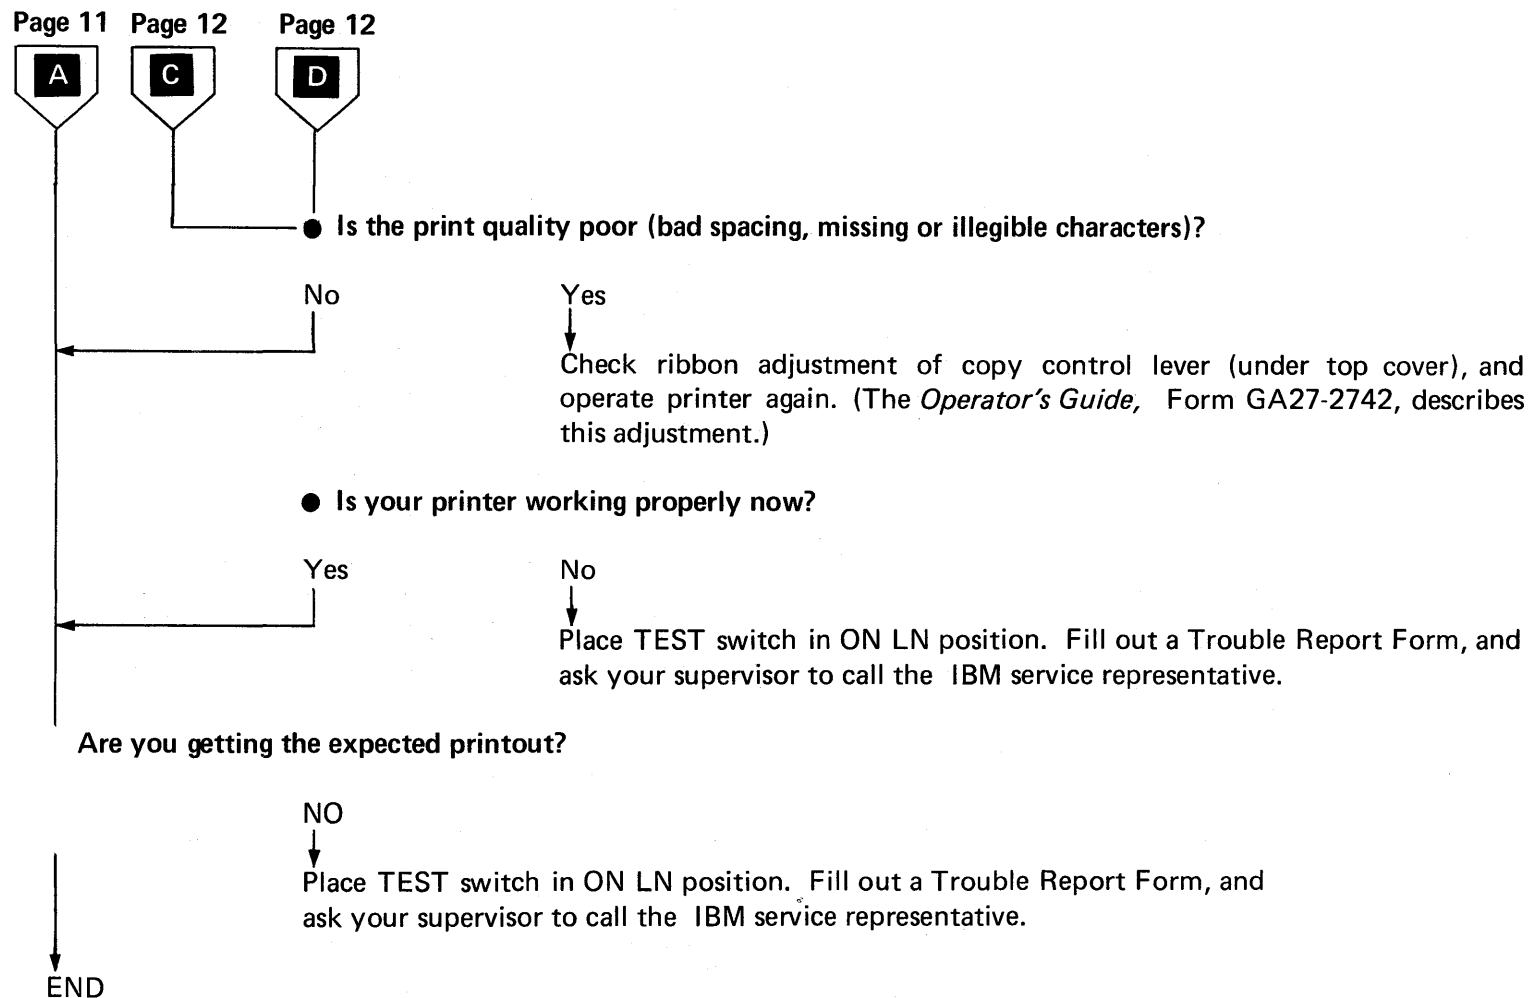 Page 11 Page 12 Page 12
A C D
● Is the print quality poor (bad spacing, missing or illegible characters)?
No Yes
Check ribbon adjustment of copy control lever (under top cover), and
operate printer again. (The Operator's Guide, Form GA27-2742, describes
this adjustment.)
● Is your printer working properly now?
Yes No
Place TEST switch in ON LN position. Fill out a Trouble Report Form, and
ask your supervisor to call the IBM service representative.
Are you getting the expected printout?
NO
Place TEST switch in ON LN position. Fill out a Trouble Report Form, and
ask your supervisor to call the IBM service representative.
END